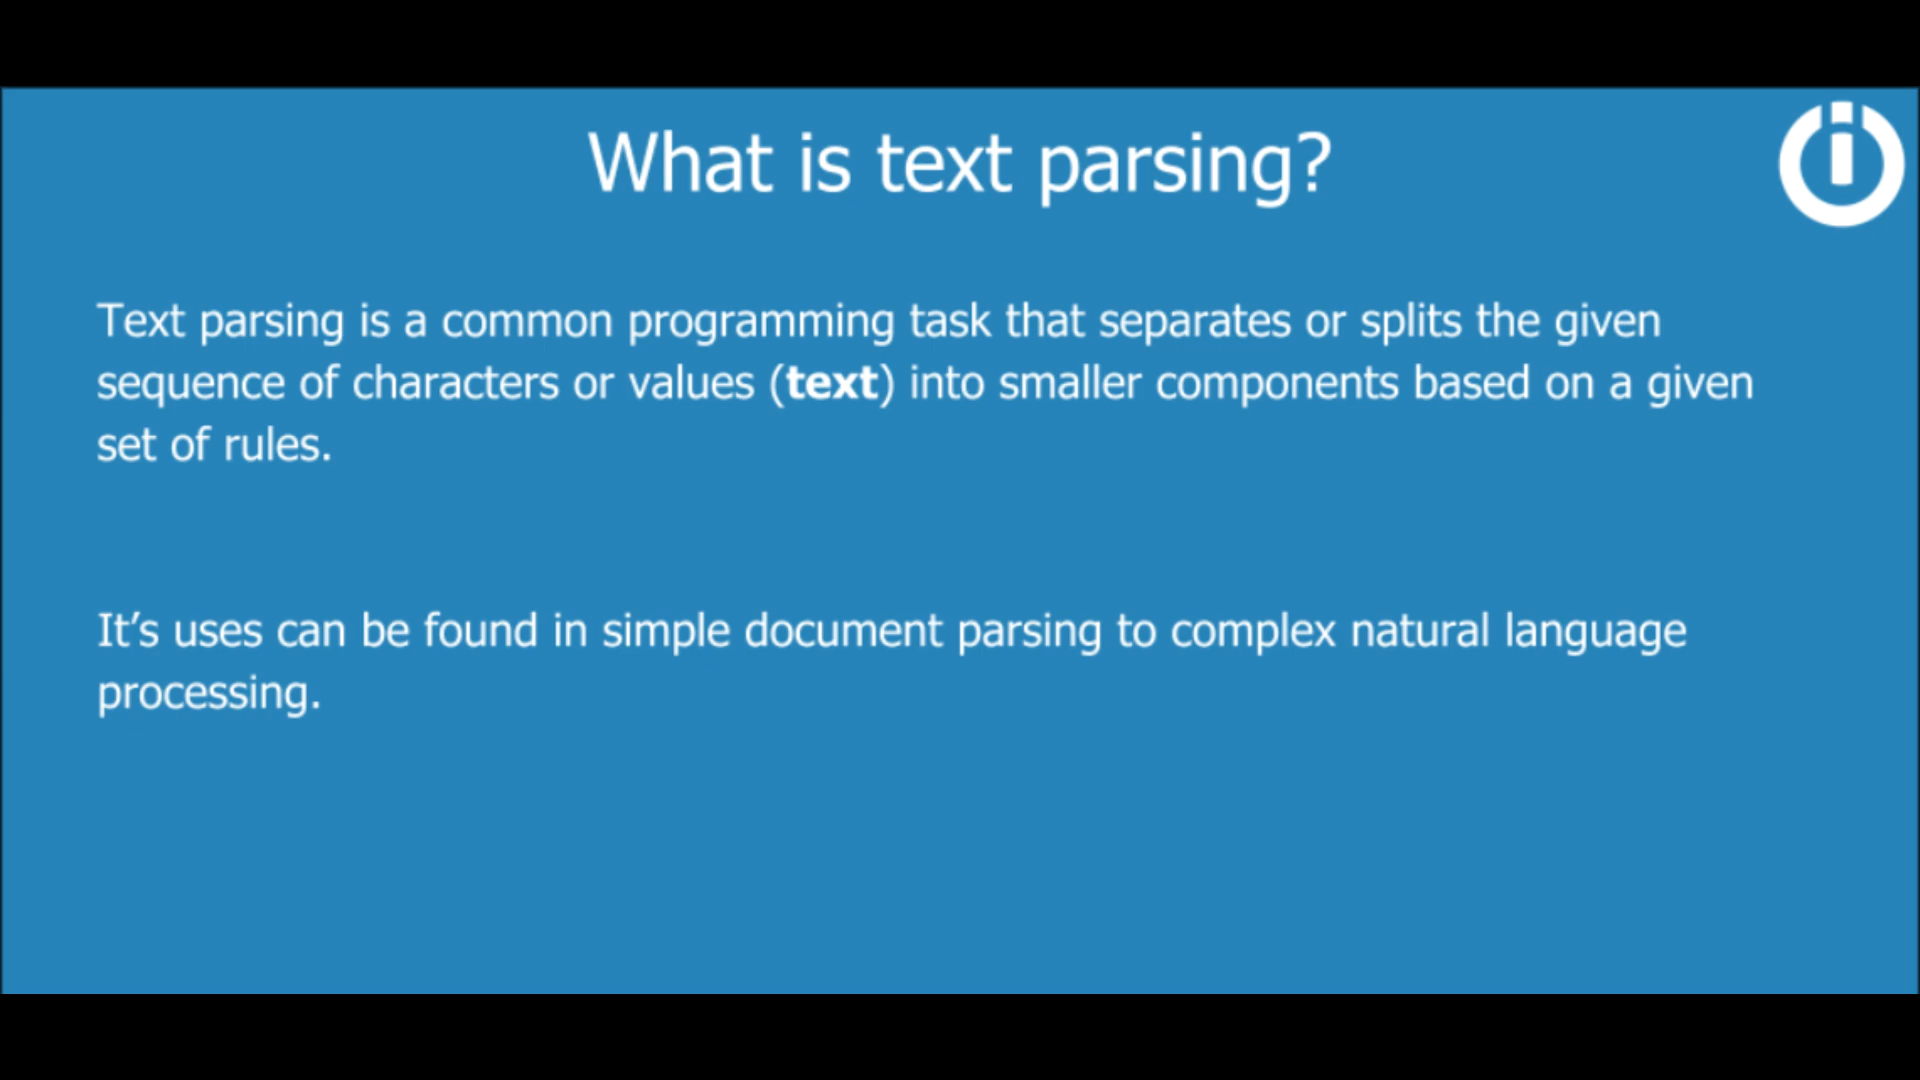 What is text parsing?
Text parsing is a common programming task that separates or splits the given
sequence of characters or values (text) into smaller components based on a given
set of rules.
It’s uses can be found in simple document parsing to complex natural language
processing.